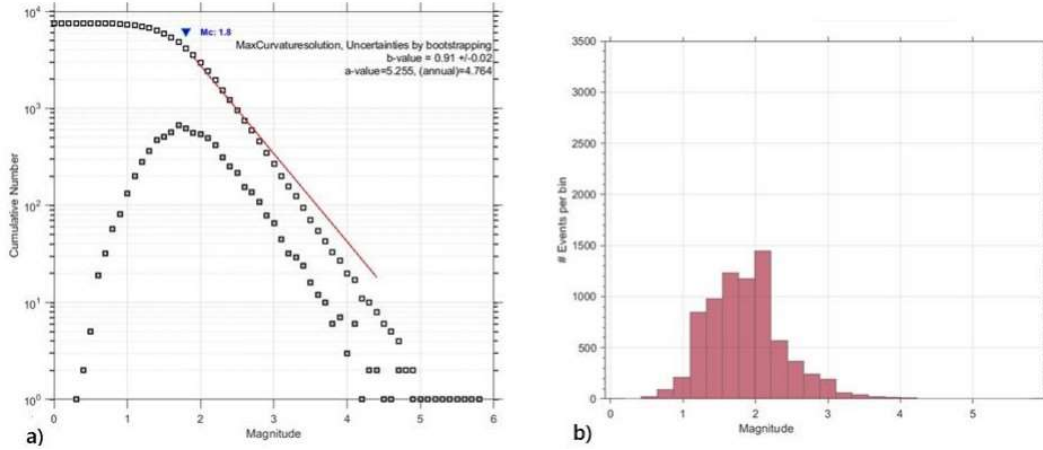 10⁴
Mc: 1.8
MaxCurvaturesolution, Uncertainties by bootstrapping
b-value = 0.91 +/-0.02
a-value=5.255, (annual)=4.764
10³
10²
10¹
10⁰
Cumulative Number
0 1 2 3 4 5 6
Magnitude
a)
3500
3000
2500
2000
1500
1000
500
0
# Events per bin
0 1 2 3 5
Magnitude
b)